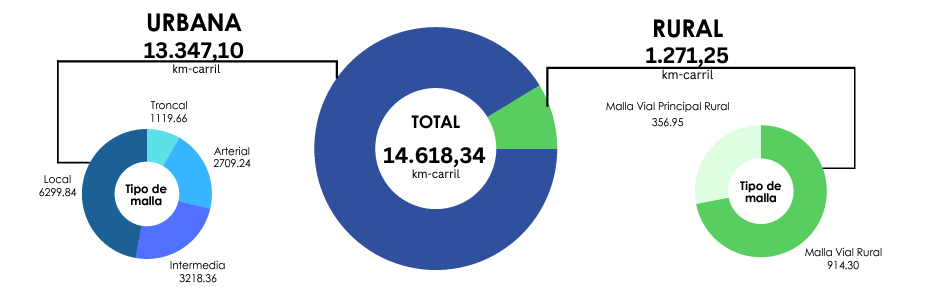 URBANA
13.347,10
km-carril
RURAL
1.271,25
km-carril
Troncal
1119.66
Arterial
2709.24
Local
6299.84
Tipo de
malla
Intermedia
3218.36
TOTAL
14.618,34
km-carril
Malla Vial Principal Rural
356.95
Tipo de
malla
Malla Vial Rural
914.30